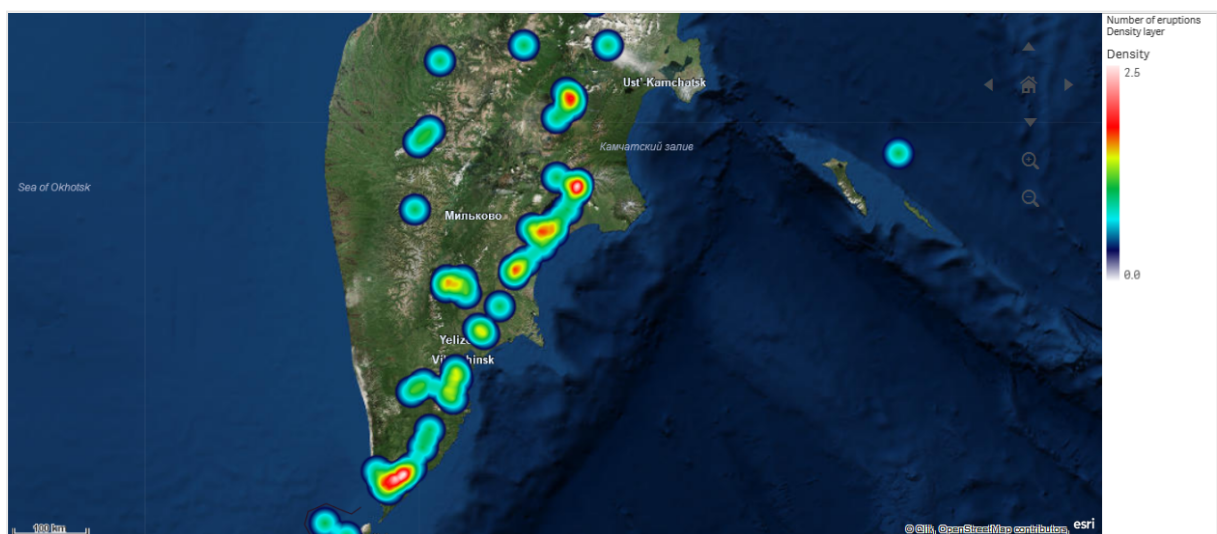 Number of eruptions
Density layer
Density
2.5
0.0
Ust'-Kamchatsk
Камчатский залив
Sea of Okhotsk
Мильково
100 km
© Qlik, OpenStreetMap contributors,
esri